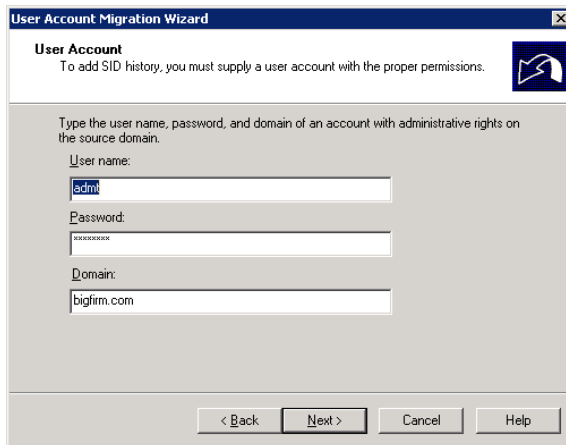 User Account Migration Wizard
User Account
To add SID history, you must supply a user account with the proper permissions.
Type the user name, password, and domain of an account with administrative rights on
the source domain.
User name:
admt
Password:
********
Domain:
bigfirm.com
< Back
Next >
Cancel
Help